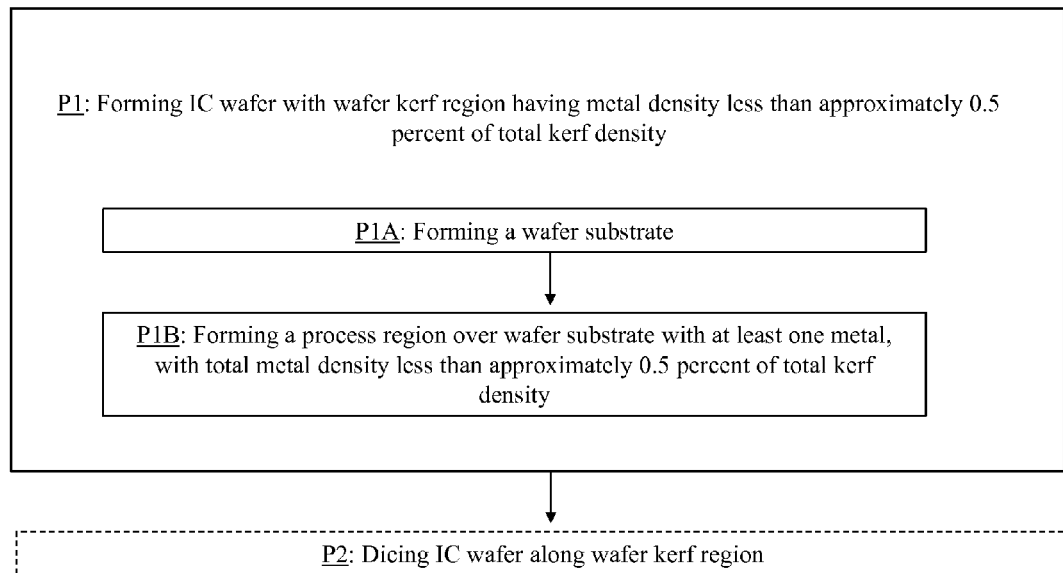 P1: Forming IC wafer with wafer kerf region having metal density less than approximately 0.5
percent of total kerf density
P1A: Forming a wafer substrate
P1B: Forming a process region over wafer substrate with at least one metal,
with total metal density less than approximately 0.5 percent of total kerf
density
P2: Dicing IC wafer along wafer kerf region